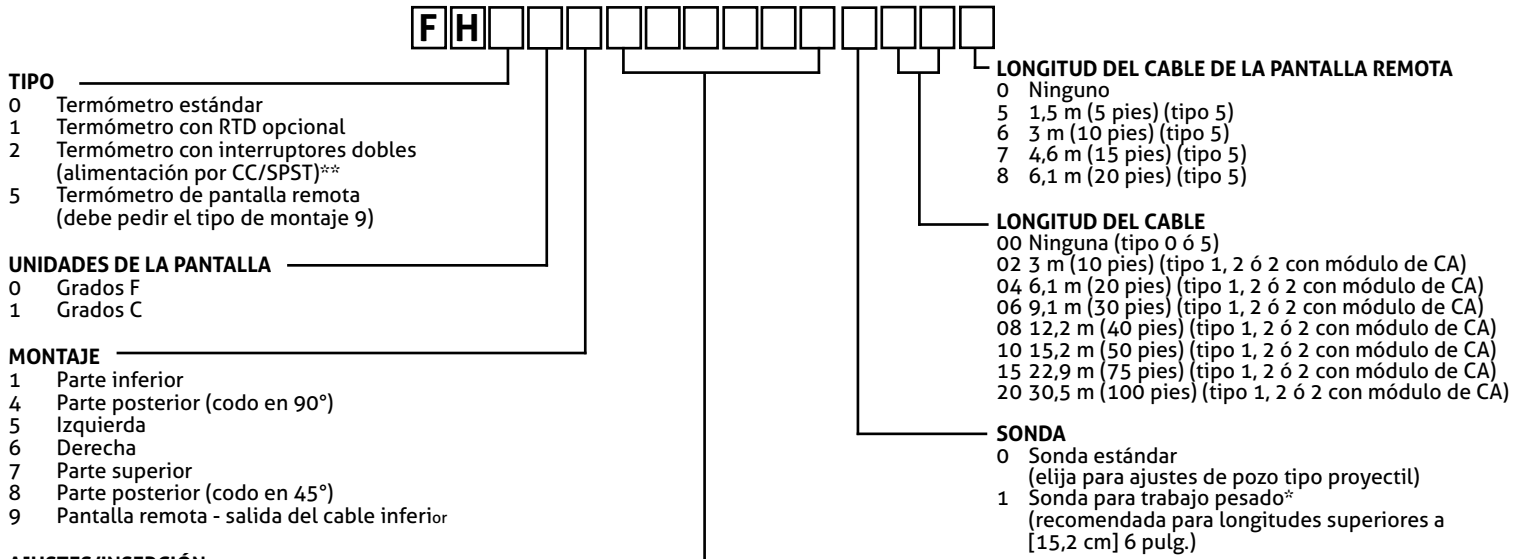 FH
TIPO
0 Termómetro estándar
1 Termómetro con RTD opcional
2 Termómetro con interruptores dobles
(alimentación por CC/SPST)**
5 Termómetro de pantalla remota
(debe pedir el tipo de montaje 9)
UNIDADES DE LA PANTALLA
0 Grados F
1 Grados C
MONTAJE
1 Parte inferior
4 Parte posterior (codo en 90°)
5 Izquierda
6 Derecha
7 Parte superior
8 Parte posterior (codo en 45°)
9 Pantalla remota - salida del cable inferior
AJUSTES/INSERCIÓN
LONGITUD DEL CABLE DE LA PANTALLA REMOTA
0 Ninguno
5 1,5 m (5 pies) (tipo 5)
6 3 m (10 pies) (tipo 5)
7 4,6 m (15 pies) (tipo 5)
8 6,1 m (20 pies) (tipo 5)
LONGITUD DEL CABLE
00 Ninguna (tipo 0 ó 5)
02 3 m (10 pies) (tipo 1, 2 ó 2 con módulo de CA)
04 6,1 m (20 pies) (tipo 1, 2 ó 2 con módulo de CA)
06 9,1 m (30 pies) (tipo 1, 2 ó 2 con módulo de CA)
08 12,2 m (40 pies) (tipo 1, 2 ó 2 con módulo de CA)
10 15,2 m (50 pies) (tipo 1, 2 ó 2 con módulo de CA)
15 22,9 m (75 pies) (tipo 1, 2 ó 2 con módulo de CA)
20 30,5 m (100 pies) (tipo 1, 2 ó 2 con módulo de CA)
SONDA
0 Sonda estándar
(elija para ajustes de pozo tipo proyectil)
1 Sonda para trabajo pesado*
(recomendada para longitudes superiores a
[15,2 cm] 6 pulg.)